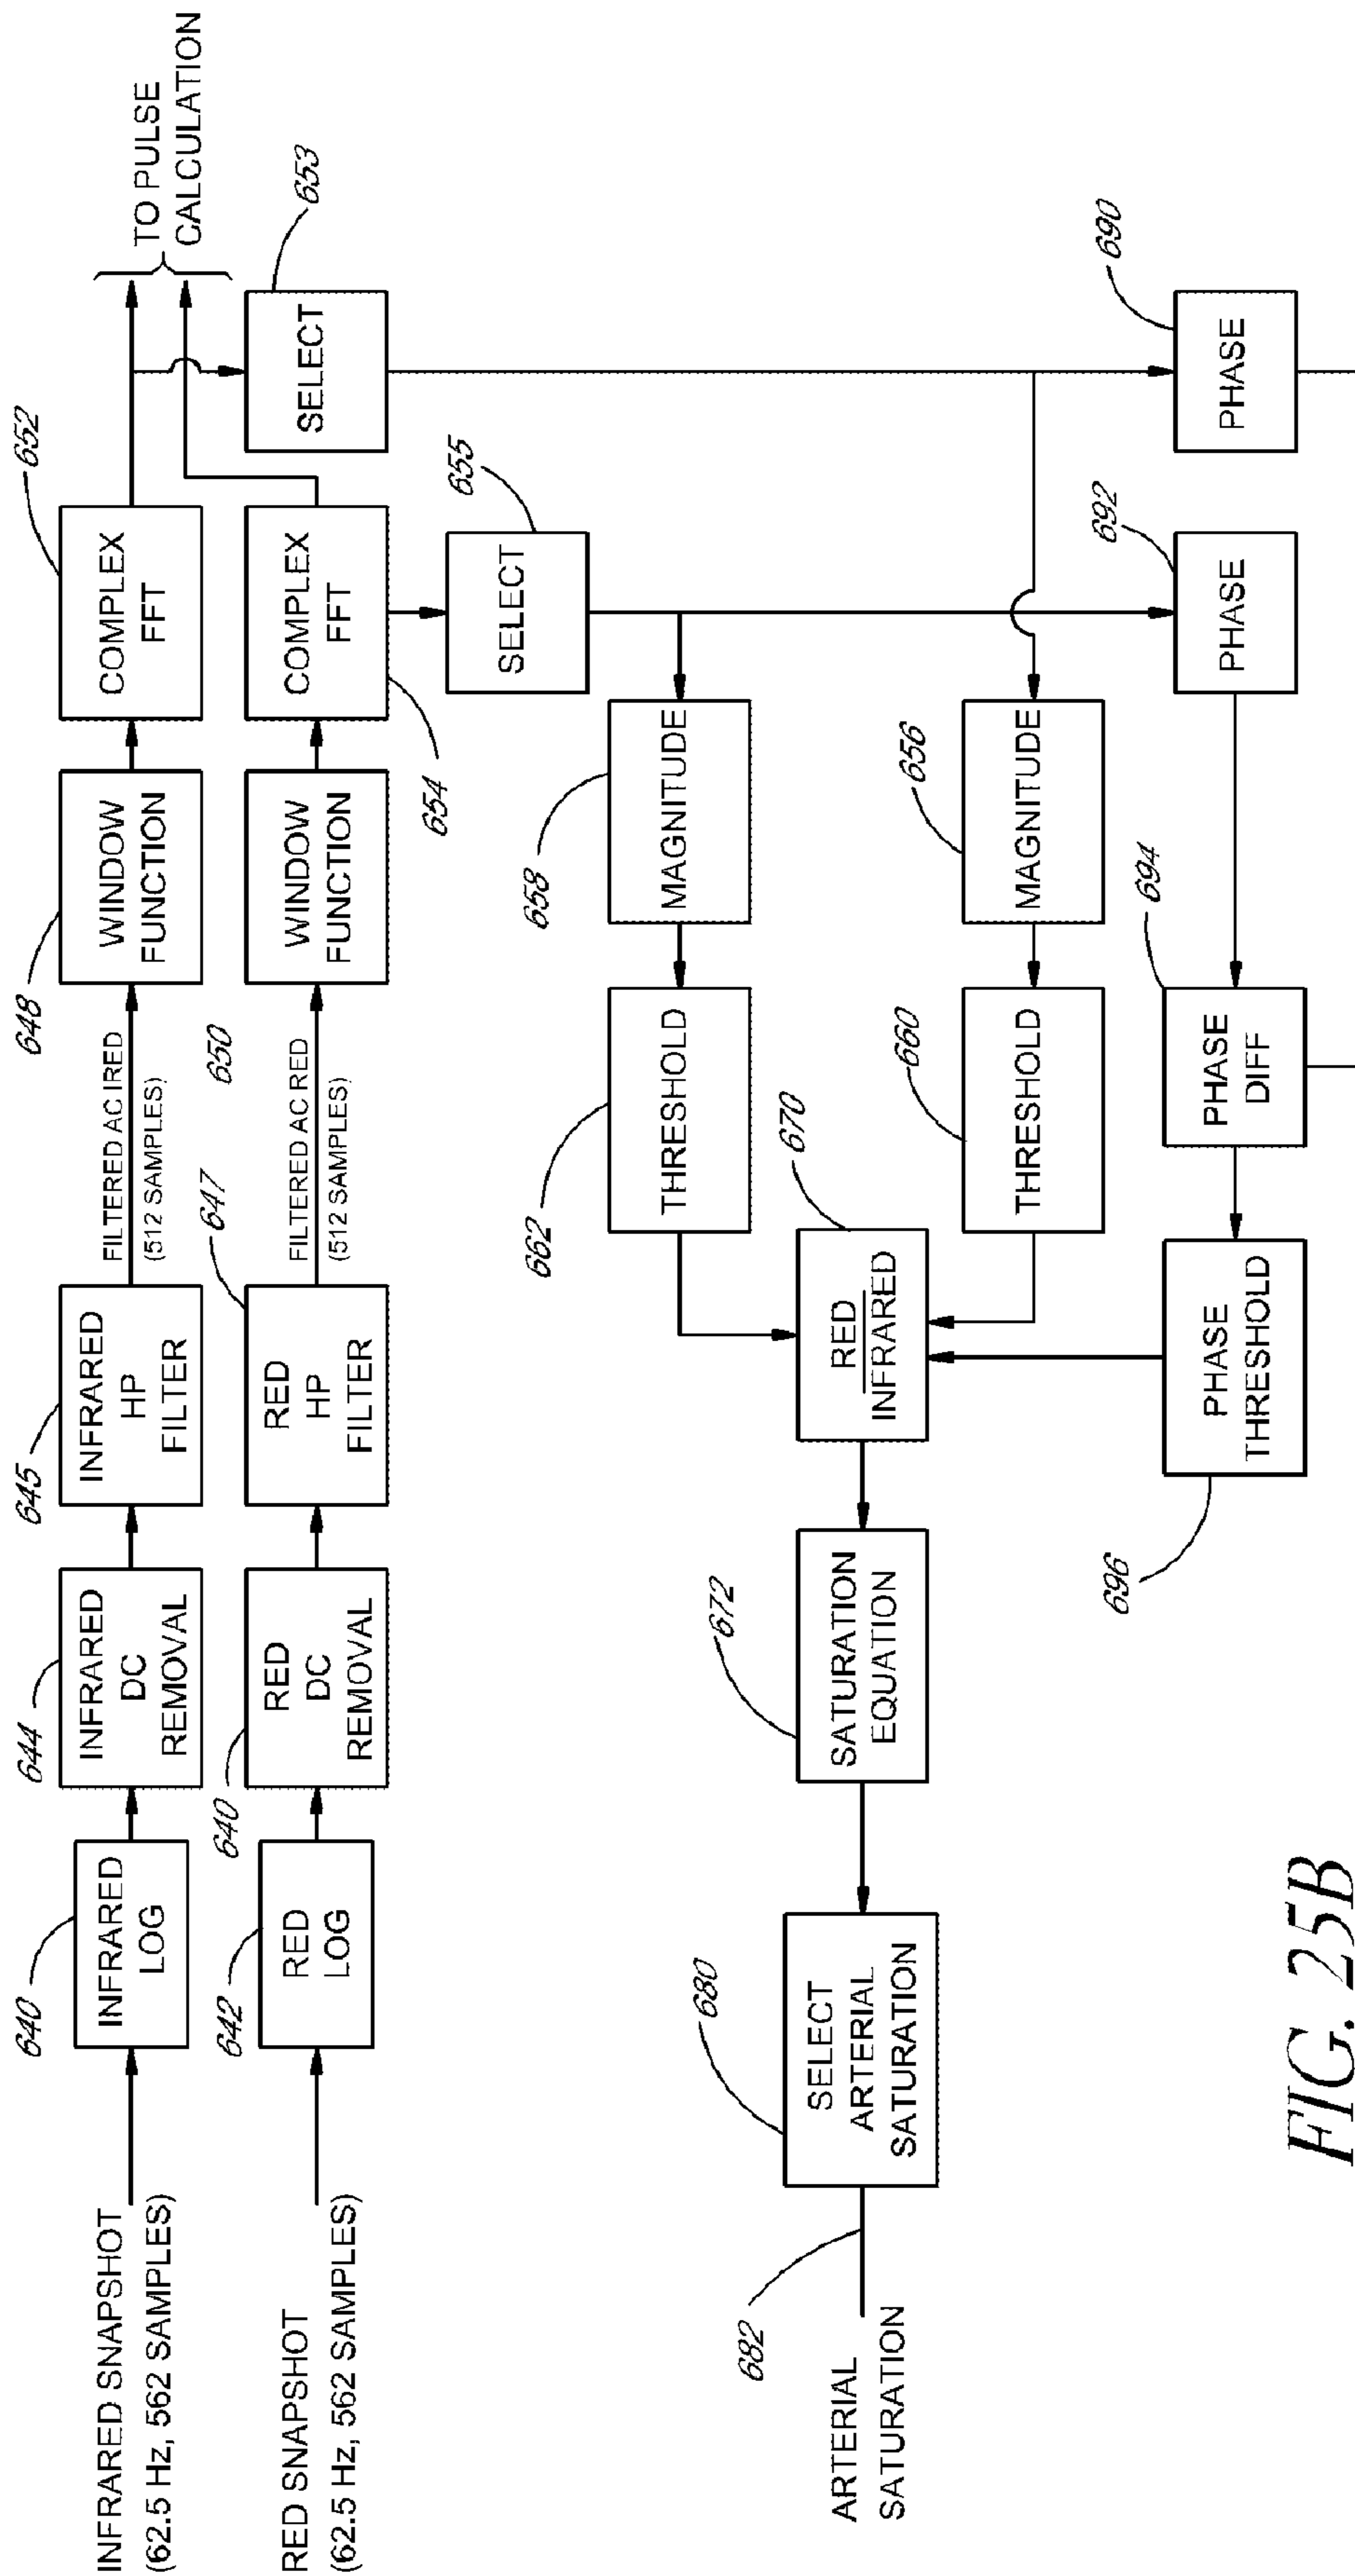 INFRARED SNAPSHOT
(62.5 Hz, 562 SAMPLES)
640
INFRARED
LOG
644
INFRARED
DC
REMOVAL
645
INFRARED
HP
FILTER
FILTERED AC IRED
(512 SAMPLES)
648
WINDOW
FUNCTION
652
COMPLEX
FFT
TO PULSE
CALCULATION
RED SNAPSHOT
(62.5 Hz, 562 SAMPLES)
642
RED
LOG
640
RED
DC
REMOVAL
647
RED
HP
FILTER
FILTERED AC RED
(512 SAMPLES)
650
WINDOW
FUNCTION
654
COMPLEX
FFT
653
SELECT
655
SELECT
658
MAGNITUDE
662
THRESHOLD
656
MAGNITUDE
660
THRESHOLD
670
RED
INFRARED
672
SATURATION
EQUATION
680
SELECT
ARTERIAL
SATURATION
682
ARTERIAL
SATURATION
690
PHASE
692
PHASE
694
PHASE
DIFF
696
PHASE
THRESHOLD
FIG. 25B